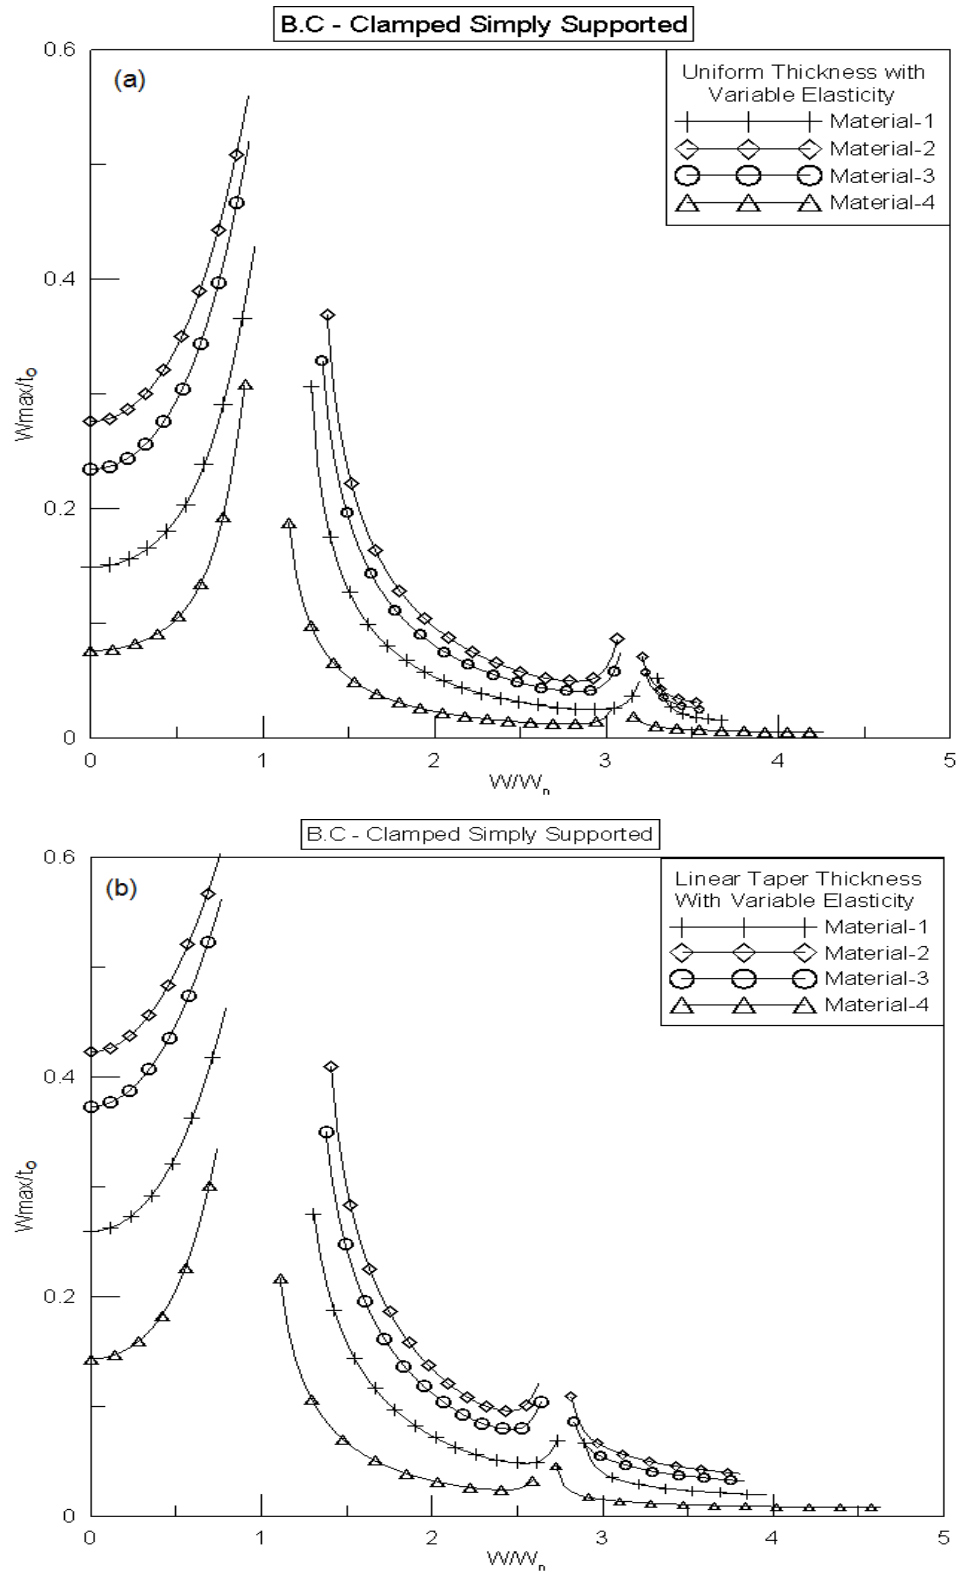 B.C - Clamped Simply Supported
(a)
Uniform Thickness with
Variable Elasticity
Material-1
Material-2
Material-3
Material-4
0.6
0.4
0.2
0
Wmax/to
0 1 2 3 4 5
W/Wn
B.C - Clamped Simply Supported
(b)
Linear Taper Thickness
With Variable Elasticity
Material-1
Material-2
Material-3
Material-4
0.6
0.4
0.2
0
Wmax/to
0 1 2 3 4 5
W/Wn